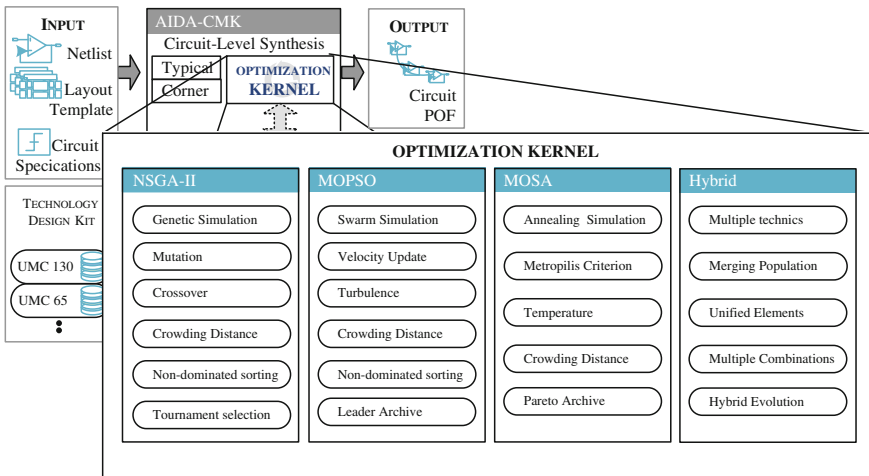 INPUT
Netlist
Layout
Template
Circuit
Specications
TECHNOLOGY
DESIGN KIT
UMC 130
UMC 65
AIDA-CMK
Circuit-Level Synthesis
Typical
Corner
OPTIMIZATION
KERNEL
OUTPUT
Circuit
POF
OPTIMIZATION KERNEL
NSGA-II
Genetic Simulation
Mutation
Crossover
Crowding Distance
Non-dominated sorting
Tournament selection
MOPSO
Swarm Simulation
Velocity Update
Turbulence
Crowding Distance
Non-dominated sorting
Leader Archive
MOSA
Annealing Simulation
Metropilis Criterion
Temperature
Crowding Distance
Pareto Archive
Hybrid
Multiple technics
Merging Population
Unified Elements
Multiple Combinations
Hybrid Evolution